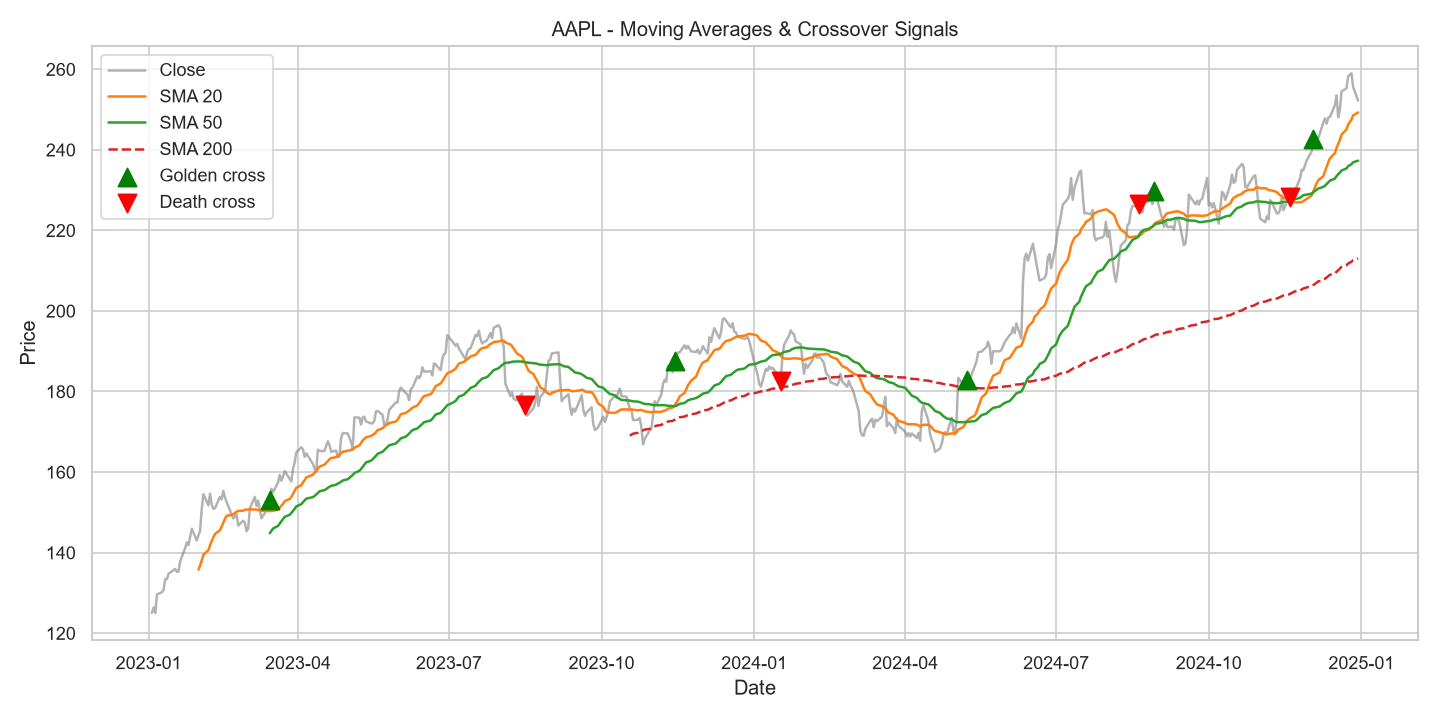 AAPL - Moving Averages & Crossover Signals
Close
SMA 20
SMA 50
SMA 200
Golden cross
Death cross
260
240
220
200
180
160
140
120
Price
2023-01 2023-04 2023-07 2023-10 2024-01 2024-04 2024-07 2024-10 2025-01
Date